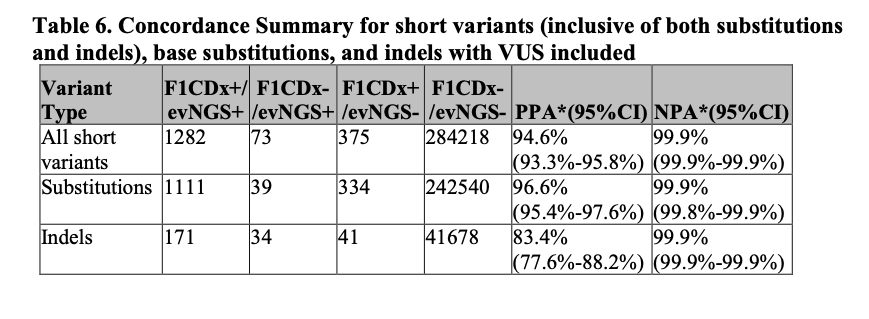 Table 6. Concordance Summary for short variants (inclusive of both substitutions
and indels), base substitutions, and indels with VUS included
Variant Type F1CDx+/evNGS+ F1CDx-/evNGS+ F1CDx+/evNGS- F1CDx-/evNGS- PPA*(95%CI) NPA*(95%CI)
All short variants 1282 73 375 284218 94.6% (93.3%-95.8%) 99.9% (99.9%-99.9%)
Substitutions 1111 39 334 242540 96.6% (95.4%-97.6%) 99.9% (99.8%-99.9%)
Indels 171 34 41 41678 83.4% (77.6%-88.2%) 99.9% (99.9%-99.9%)